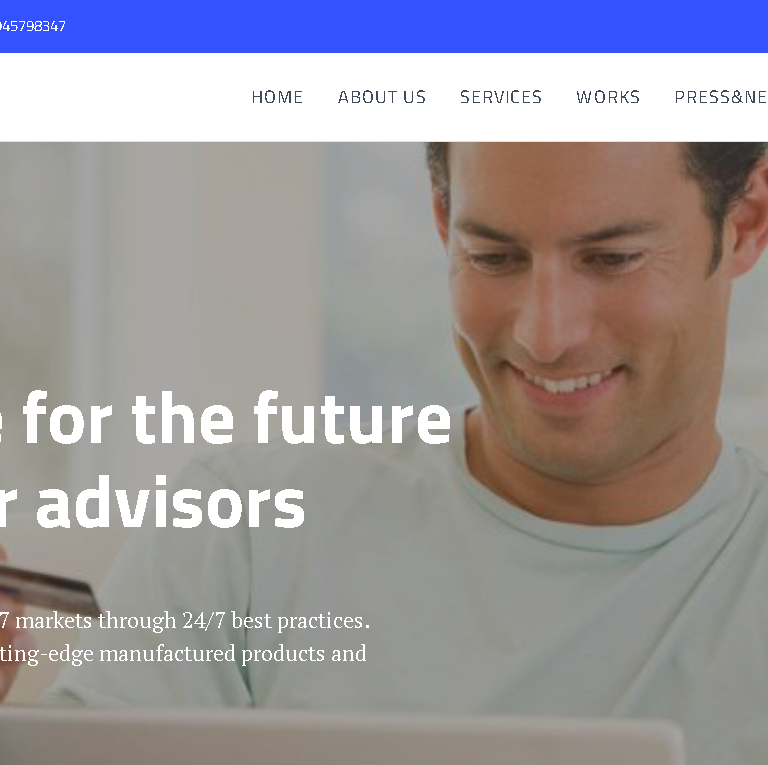 45798347
HOME ABOUT US SERVICES WORKS PRESS&NE
for the future
advisors
7 markets through 24/7 best practices.
ting-edge manufactured products and